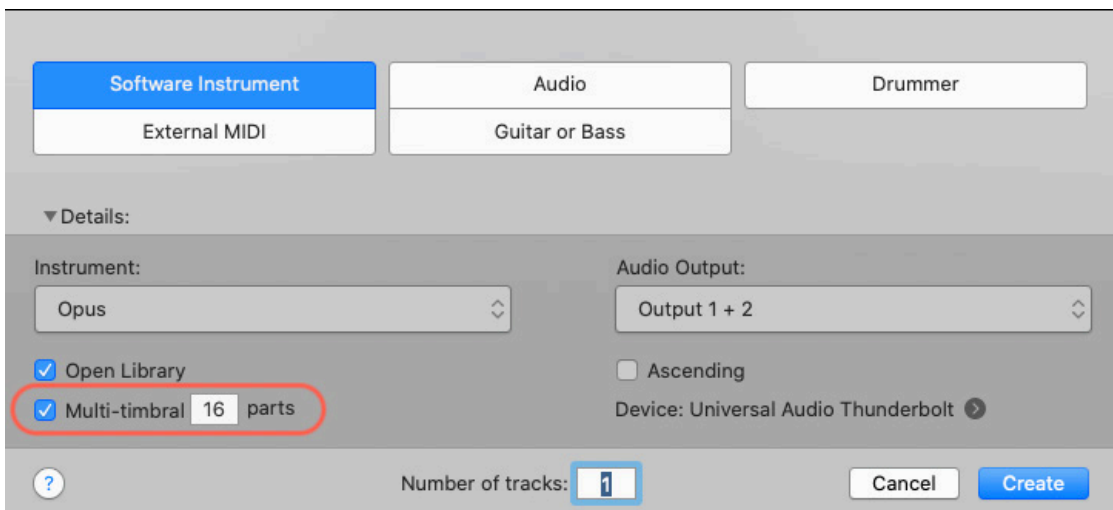 Software Instrument
Audio
Drummer
External MIDI
Guitar or Bass
▼Details:
Instrument:
Audio Output:
Opus
Output 1 + 2
Open Library
Ascending
Multi-timbral 16 parts
Device: Universal Audio Thunderbolt
?
Number of tracks: 1
Cancel
Create